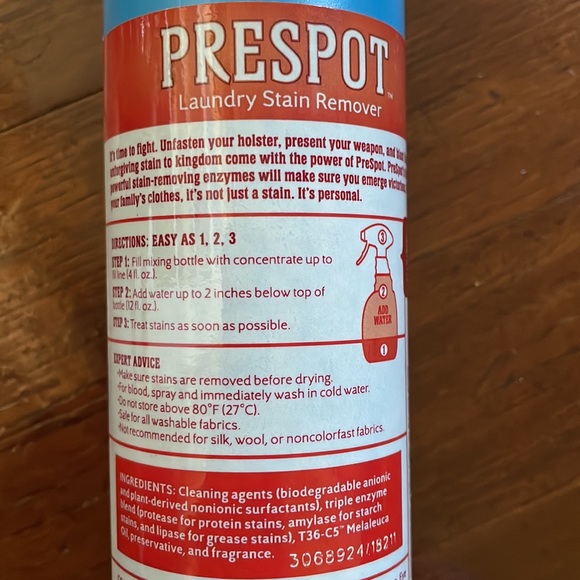 PRESPOT™
Laundry Stain Remover
It's time to fight. Unfasten your holster, present your weapon, and
unforgiving stain to kingdom come with the power of PreSpot. PreSpot's
powerful stain-removing enzymes will make sure you emerge victorious
your family's clothes, it's not just a stain. It's personal.
DIRECTIONS: EASY AS 1, 2, 3
STEP 1: Fill mixing bottle with concentrate up to
fill line (4 fl. oz.).
STEP 2: Add water up to 2 inches below top of
bottle (12 fl. oz.).
STEP 3: Treat stains as soon as possible.
3
2
ADD
WATER
1
EXPERT ADVICE
•Make sure stains are removed before drying.
•For blood, spray and immediately wash in cold water.
•Do not store above 80°F (27°C).
•Safe for all washable fabrics.
•Not recommended for silk, wool, or noncolorfast fabrics.
INGREDIENTS: Cleaning agents (biodegradable anionic
and plant-derived nonionic surfactants), triple enzyme
blend (protease for protein stains, amylase for starch
stains, and lipase for grease stains), T36-C5™ Melaleuca
Oil, preservative, and fragrance.
3068924/18211